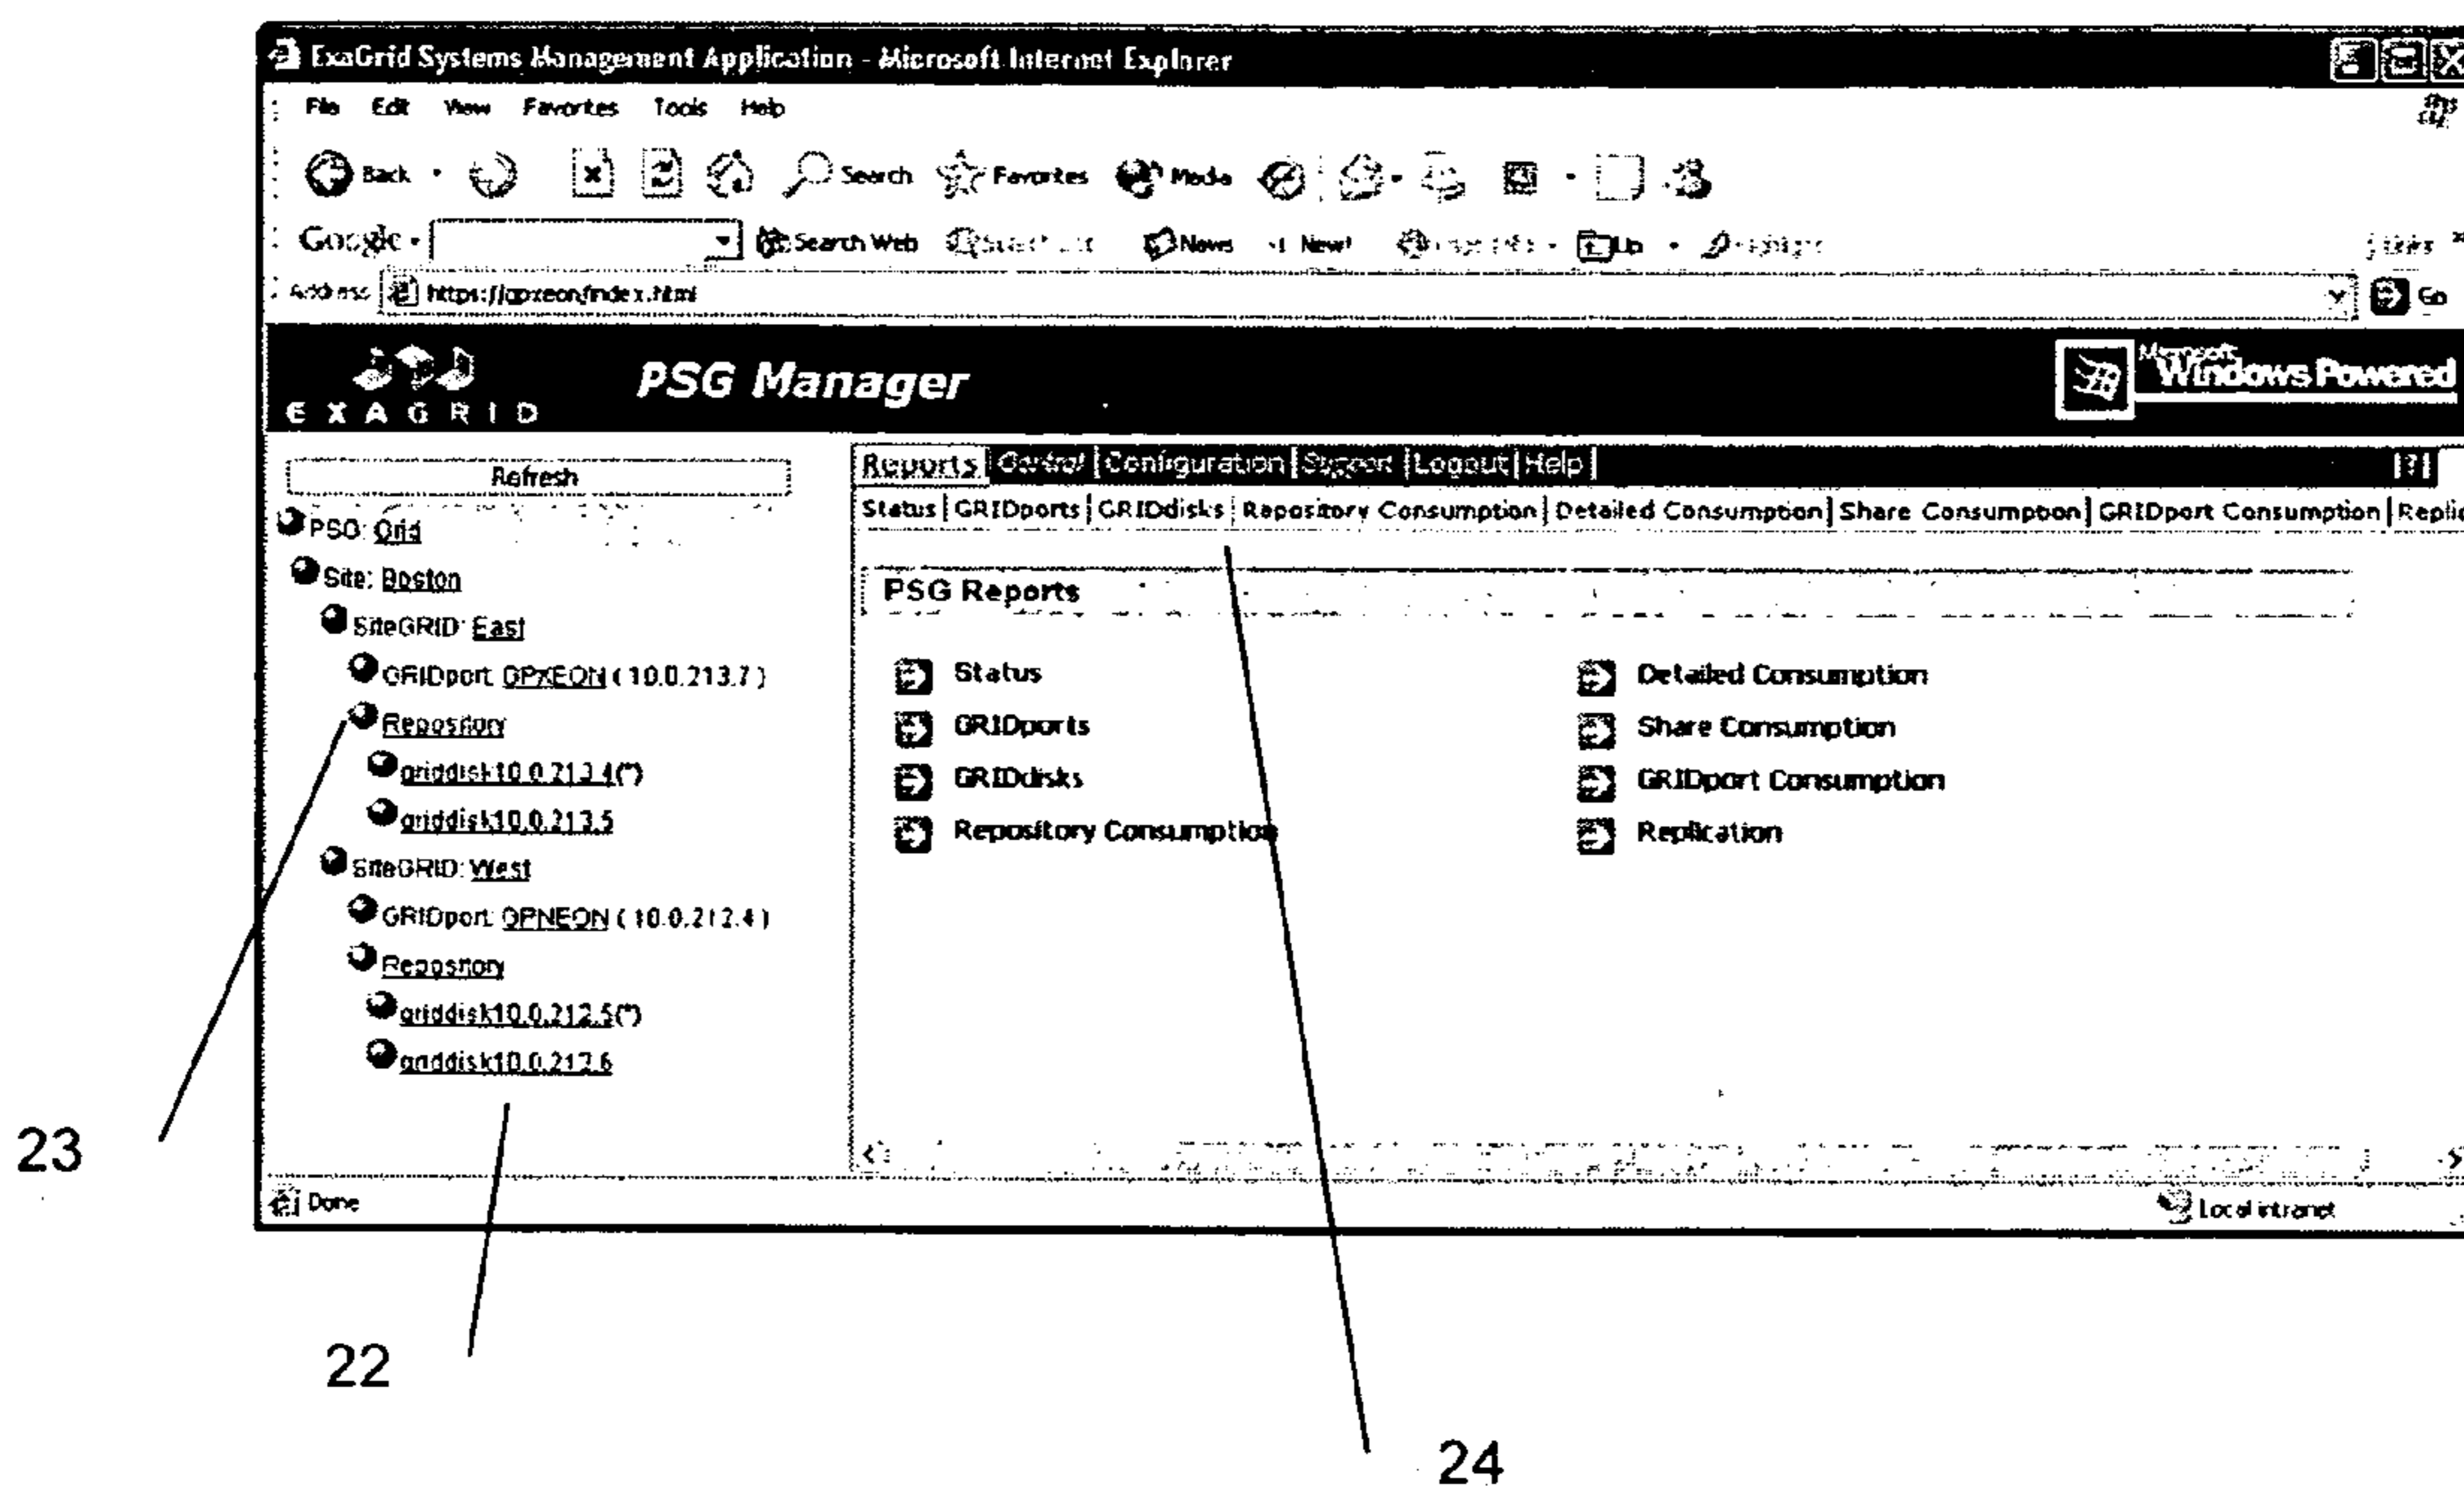 ExaGrid Systems Management Application - Microsoft Internet Explorer
File Edit View Favorites Tools Help
Back Search Favorites Media
Google Search Web News New! Up Links »
Address https://gpxeon/index.html Go
EXAGRID PSG Manager Microsoft Windows Powered
Reports Control Configuration Support Logout Help [?]
Status GRIDports GRIDdisks Repository Consumption Detailed Consumption Share Consumption GRIDport Consumption Replic
Refresh
PSG: Grid
Site: Boston
SiteGRID: East
GRIDport: GPXEON ( 10.0.213.7 )
Repository
griddisk10.0.213.4(*)
griddisk10.0.213.5
SiteGRID: West
GRIDport: GPNEON ( 10.0.212.4 )
Repository
griddisk10.0.212.5(*)
griddisk10.0.212.6
PSG Reports
Status
GRIDports
GRIDdisks
Repository Consumption
Detailed Consumption
Share Consumption
GRIDport Consumption
Replication
Done Local intranet
23
22
24